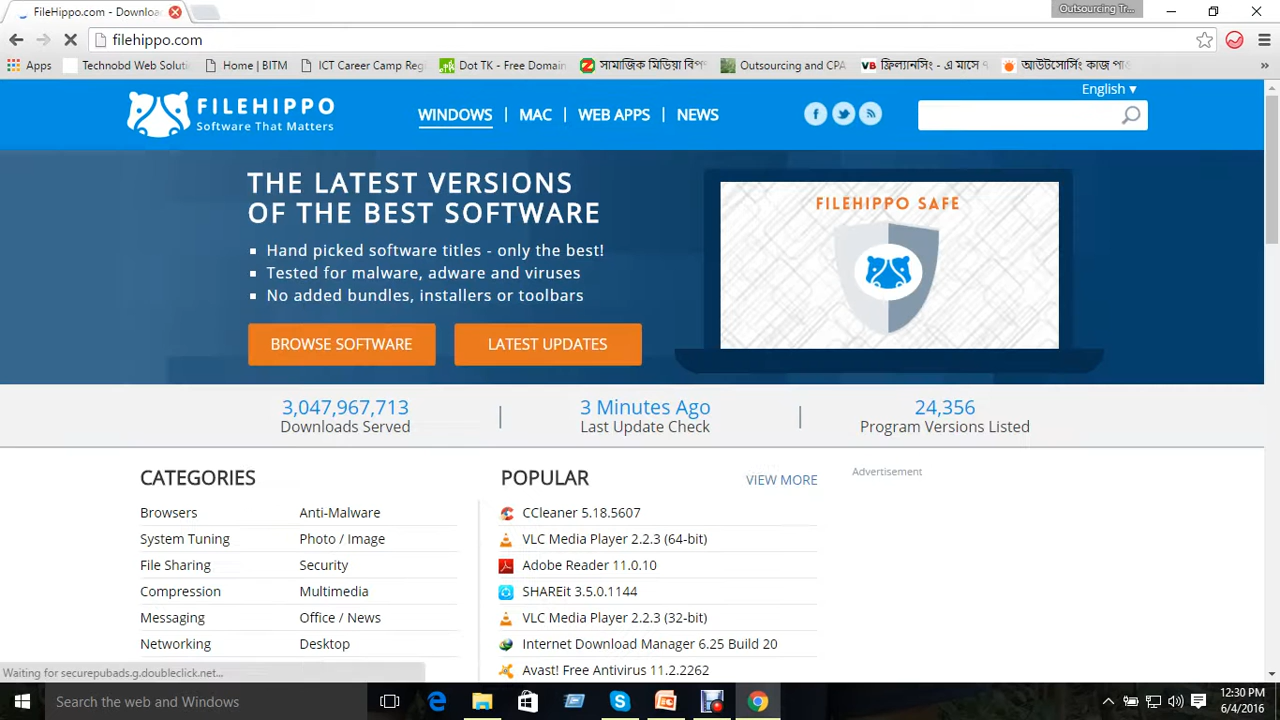 FileHippo.com - Downloa
Outsourcing Tr...
filehippo.com
Apps
Technobd Web Soluti
Home | BITM
ICT Career Camp Regi
Dot TK - Free Domain
সামাজিক মিডিয়া বিপ
Outsourcing and CPA
ফ্রিল্যানসিং - এ মাসে
আউটসোর্সিং কাজ
»
English ▾
FILEHIPPO
Software That Matters
WINDOWS | MAC | WEB APPS | NEWS
THE LATEST VERSIONS
OF THE BEST SOFTWARE
Hand picked software titles - only the best!
Tested for malware, adware and viruses
No added bundles, installers or toolbars
BROWSE SOFTWARE
LATEST UPDATES
FILEHIPPO SAFE
3,047,967,713
Downloads Served
3 Minutes Ago
Last Update Check
24,356
Program Versions Listed
CATEGORIES
Browsers
Anti-Malware
System Tuning
Photo / Image
File Sharing
Security
Compression
Multimedia
Messaging
Office / News
Networking
Desktop
POPULAR
VIEW MORE
CCleaner 5.18.5607
VLC Media Player 2.2.3 (64-bit)
Adobe Reader 11.0.10
SHAREit 3.5.0.1144
VLC Media Player 2.2.3 (32-bit)
Internet Download Manager 6.25 Build 20
Avast! Free Antivirus 11.2.2262
Advertisement
Waiting for securepubads.g.doubleclick.net...
Search the web and Windows
12:30 PM
6/4/2016